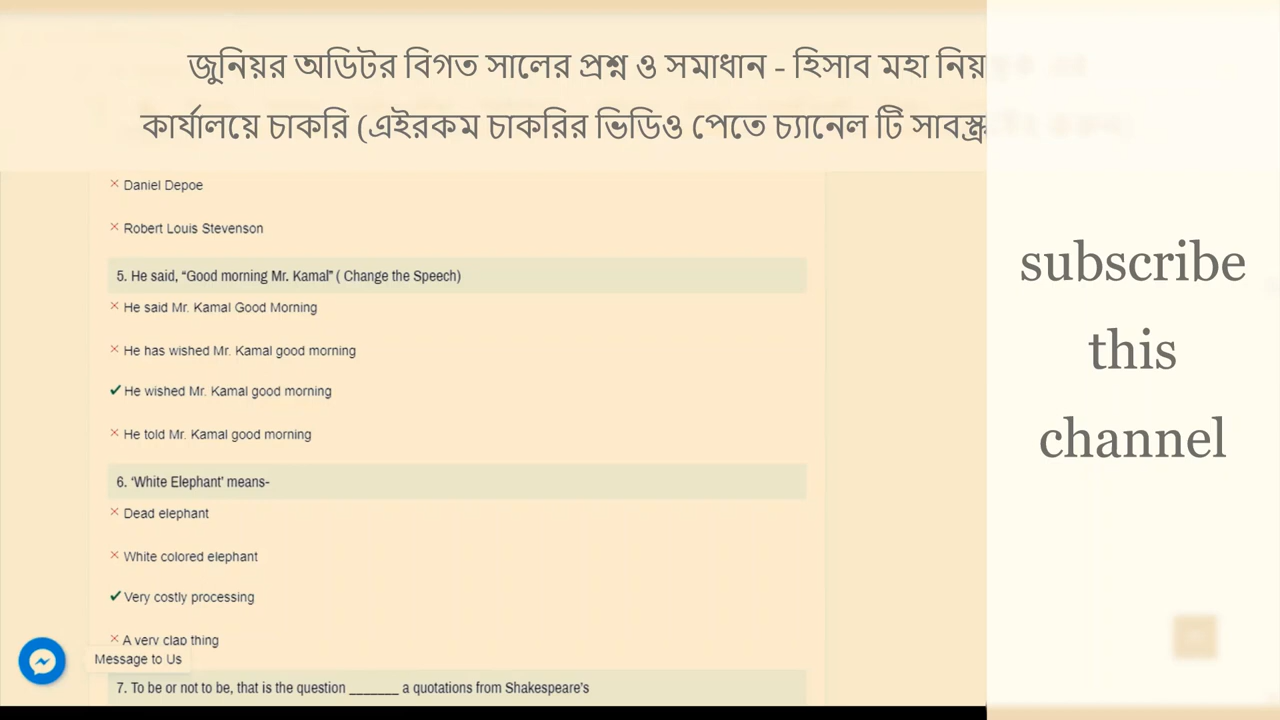 জুনিয়র অডিটর বিগত সালের প্রশ্ন ও সমাধান - হিসাব মহা
কার্যালয়ে চাকরি (এইরকম চাকরির ভিডিও পেতে চ্যানেল টি
Daniel Depoe
Robert Louis Stevenson
5. He said, “Good morning Mr. Kamal” ( Change the Speech)
He said Mr. Kamal Good Morning
He has wished Mr. Kamal good morning
✔ He wished Mr. Kamal good morning
He told Mr. Kamal good morning
6. ‘White Elephant’ means-
Dead elephant
White colored elephant
✔ Very costly processing
A very clap thing
Message to Us
7. To be or not to be, that is the question _______ a quotations from Shakespeare’s
subscribe
this
channel